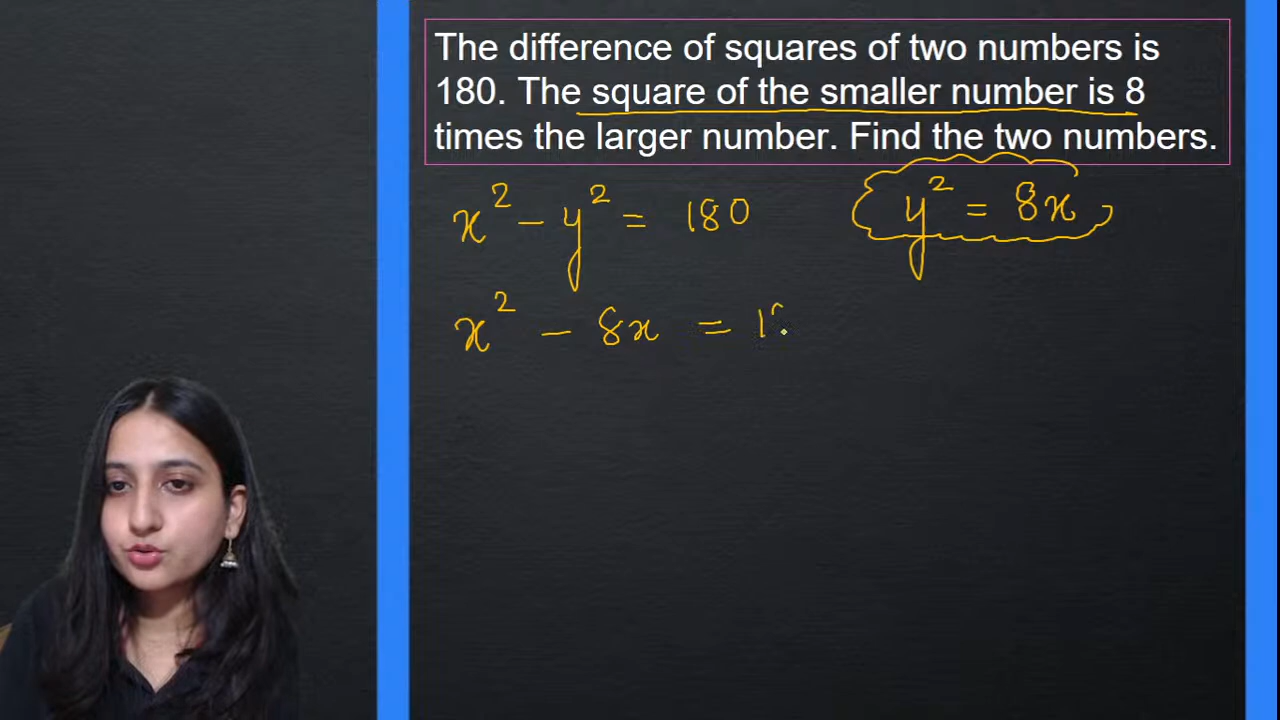 The difference of squares of two numbers is
180. The square of the smaller number is 8
times the larger number. Find the two numbers.
x² - y² = 180
y² = 8x
x² - 8x = 1